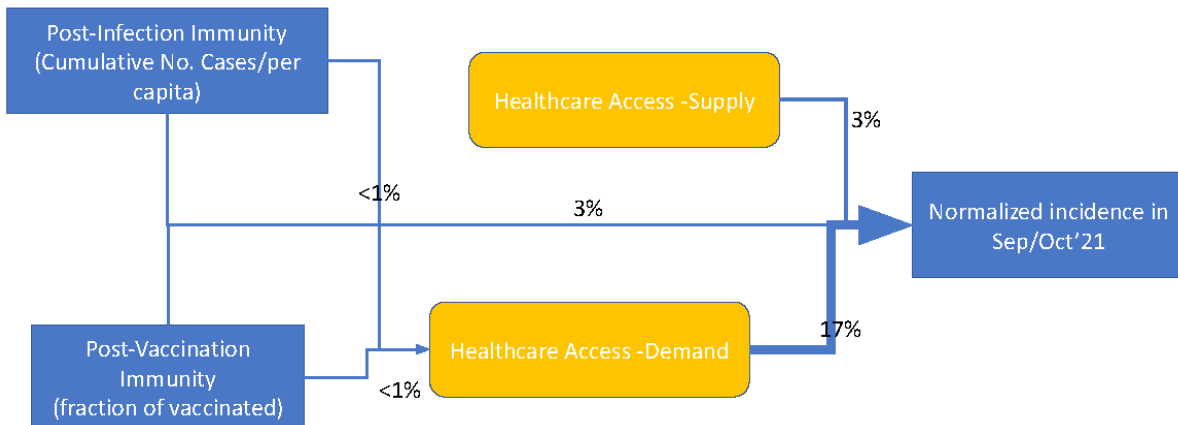 Post-Infection Immunity
(Cumulative No. Cases/per
capita)
Healthcare Access -Supply
3%
<1%
3%
Normalized incidence in
Sep/Oct’21
17%
Post-Vaccination
Immunity
(fraction of vaccinated)
Healthcare Access -Demand
<1%